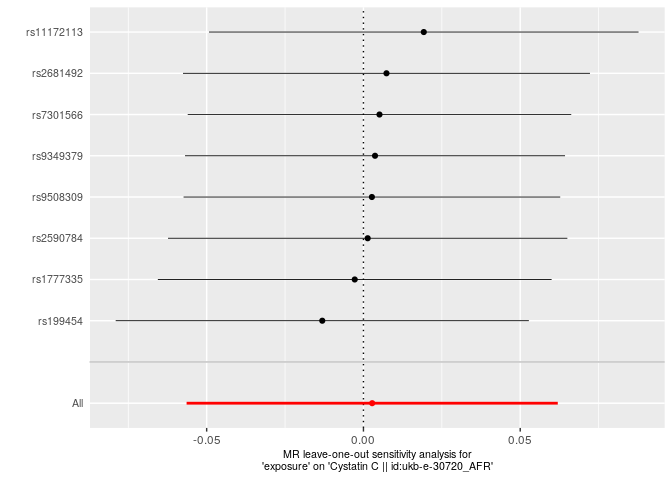 rs11172113
rs2681492
rs7301566
rs9349379
rs9508309
rs2590784
rs1777335
rs199454
All
-0.05 0.00 0.05
MR leave-one-out sensitivity analysis for
'exposure' on 'Cystatin C || id:ukb-e-30720_AFR'